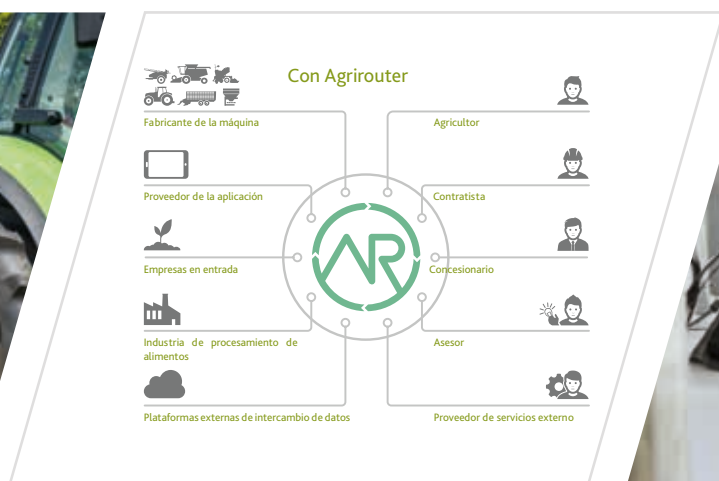 Con Agrirouter
Fabricante de la máquina
Agricultor
Proveedor de la aplicación
Contratista
Empresas en entrada
Concesionario
AR
Industria de procesamiento de
alimentos
Asesor
Plataformas externas de intercambio de datos
Proveedor de servicios externo